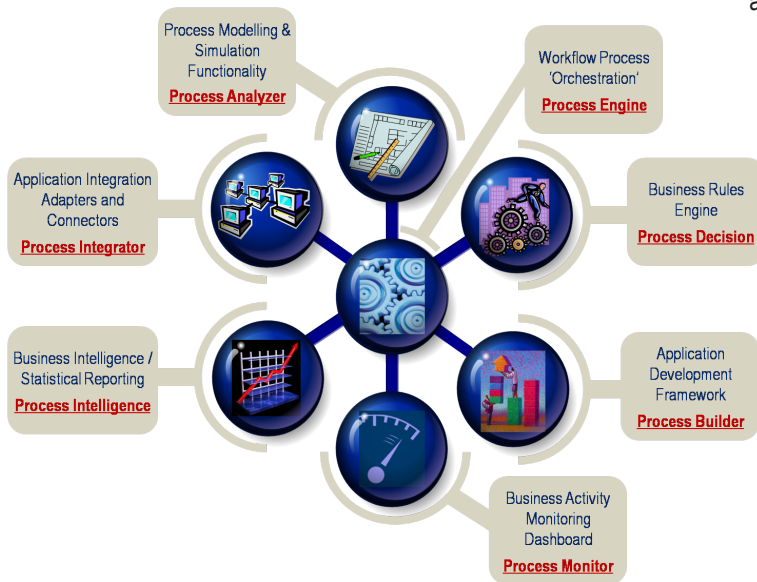 a
Process Modelling &
Simulation
Functionality
Process Analyzer
Workflow Process
'Orchestration'
Process Engine
Application Integration
Adapters and
Connectors
Process Integrator
Business Rules
Engine
Process Decision
Business Intelligence /
Statistical Reporting
Process Intelligence
Application
Development
Framework
Process Builder
Business Activity
Monitoring
Dashboard
Process Monitor